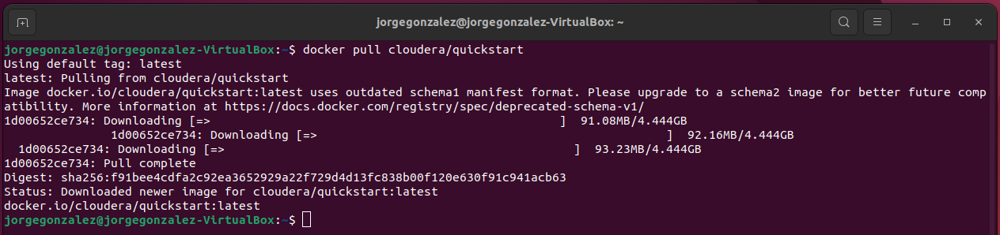 jorgegonzalez@jorgegonzalez-VirtualBox: ~
jorgegonzalez@jorgegonzalez-VirtualBox:~$ docker pull cloudera/quickstart
Using default tag: latest
latest: Pulling from cloudera/quickstart
Image docker.io/cloudera/quickstart:latest uses outdated schema1 manifest format. Please upgrade to a schema2 image for better future comp
atibility. More information at https://docs.docker.com/registry/spec/deprecated-schema-v1/
1d00652ce734: Downloading [=>                                                 ]  91.08MB/4.444GB
1d00652ce734: Downloading [=>                                                 ]  92.16MB/4.444GB
1d00652ce734: Downloading [=>                                                 ]  93.23MB/4.444GB
1d00652ce734: Pull complete
Digest: sha256:f91bee4cdfa2c92ea3652929a22f729d4d13fc838b00f120e630f91c941acb63
Status: Downloaded newer image for cloudera/quickstart:latest
docker.io/cloudera/quickstart:latest
jorgegonzalez@jorgegonzalez-VirtualBox:~$